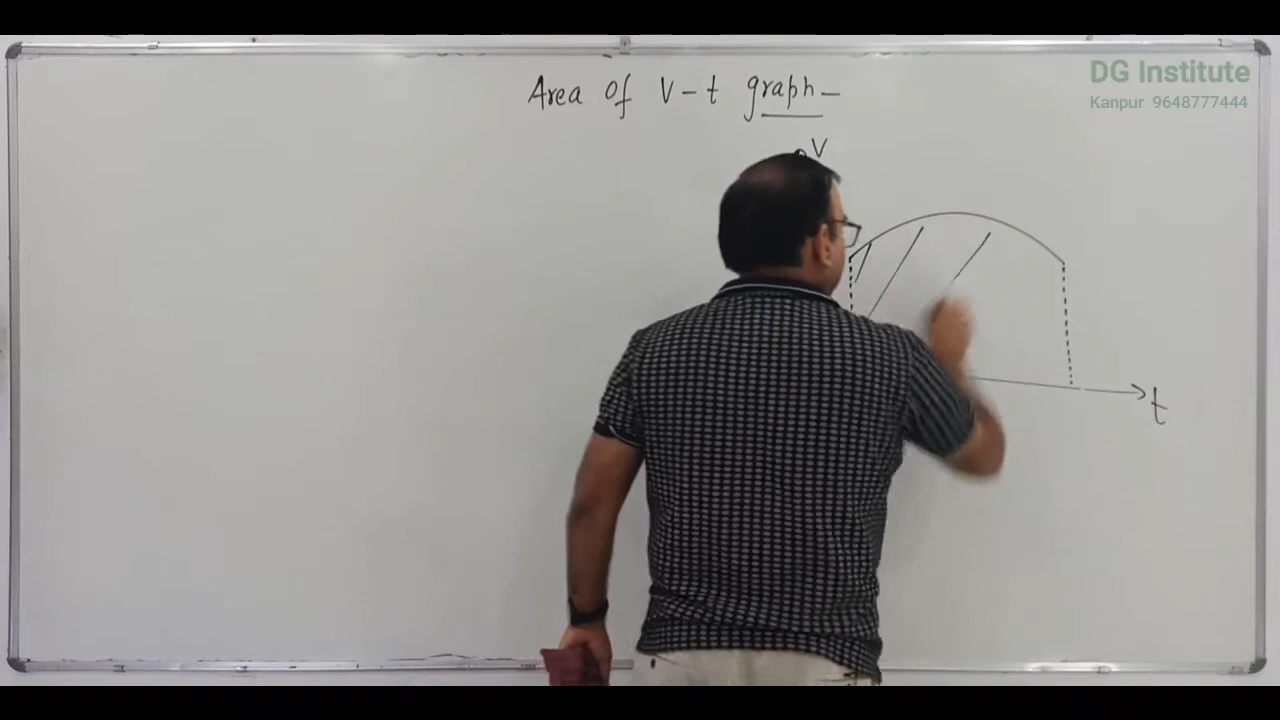 DG Institute
Kanpur 9648777444
Area of V-t graph-
V
t